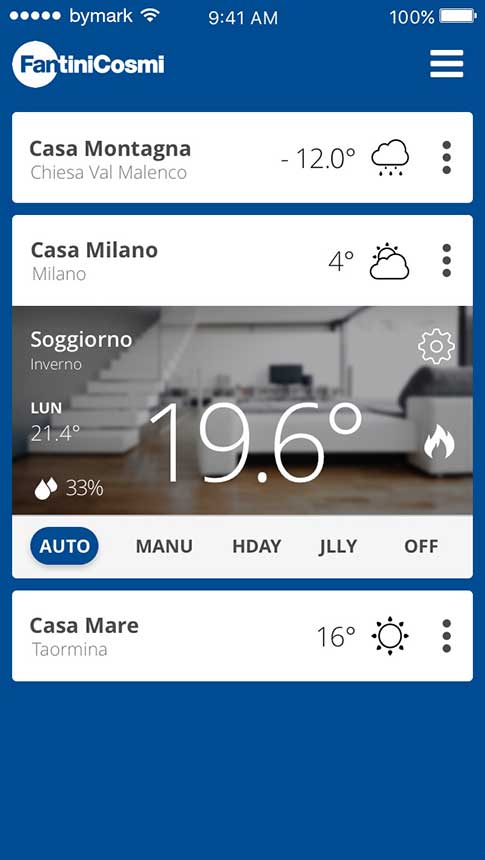 bymark 9:41 AM 100%
FantiniCosmi
Casa Montagna
Chiesa Val Malenco
- 12.0°
Casa Milano
Milano
4°
Soggiorno
Inverno
LUN
21.4°
19.6°
33%
AUTO MANU HDAY JLLY OFF
Casa Mare
Taormina
16°